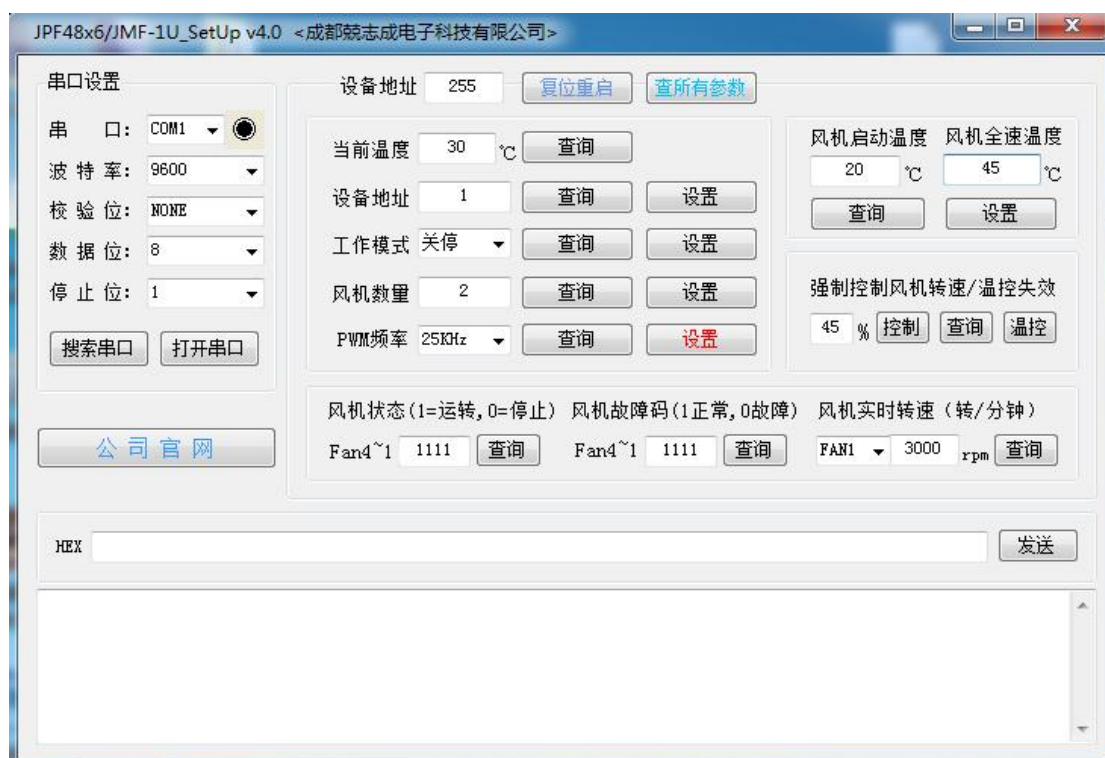 JPF48x6/JMF-1U_SetUp v4.0 <成都兢志成电子科技有限公司>
串口设置
串 口: COM1
波 特 率: 9600
校 验 位: NONE
数 据 位: 8
停 止 位: 1
搜索串口 打开串口
公 司 官 网
设备地址 255 复位重启 查所有参数
当前温度 30 ℃ 查询
设备地址 1 查询 设置
工作模式 关停 查询 设置
风机数量 2 查询 设置
PWM频率 25KHz 查询 设置
风机启动温度 风机全速温度
20 ℃ 45 ℃
查询 设置
强制控制风机转速/温控失效
45 % 控制 查询 温控
风机状态(1=运转,0=停止) 风机故障码(1正常,0故障) 风机实时转速 (转/分钟)
Fan4~1 1111 查询 Fan4~1 1111 查询 FAN1 3000 rpm 查询
HEX 发送